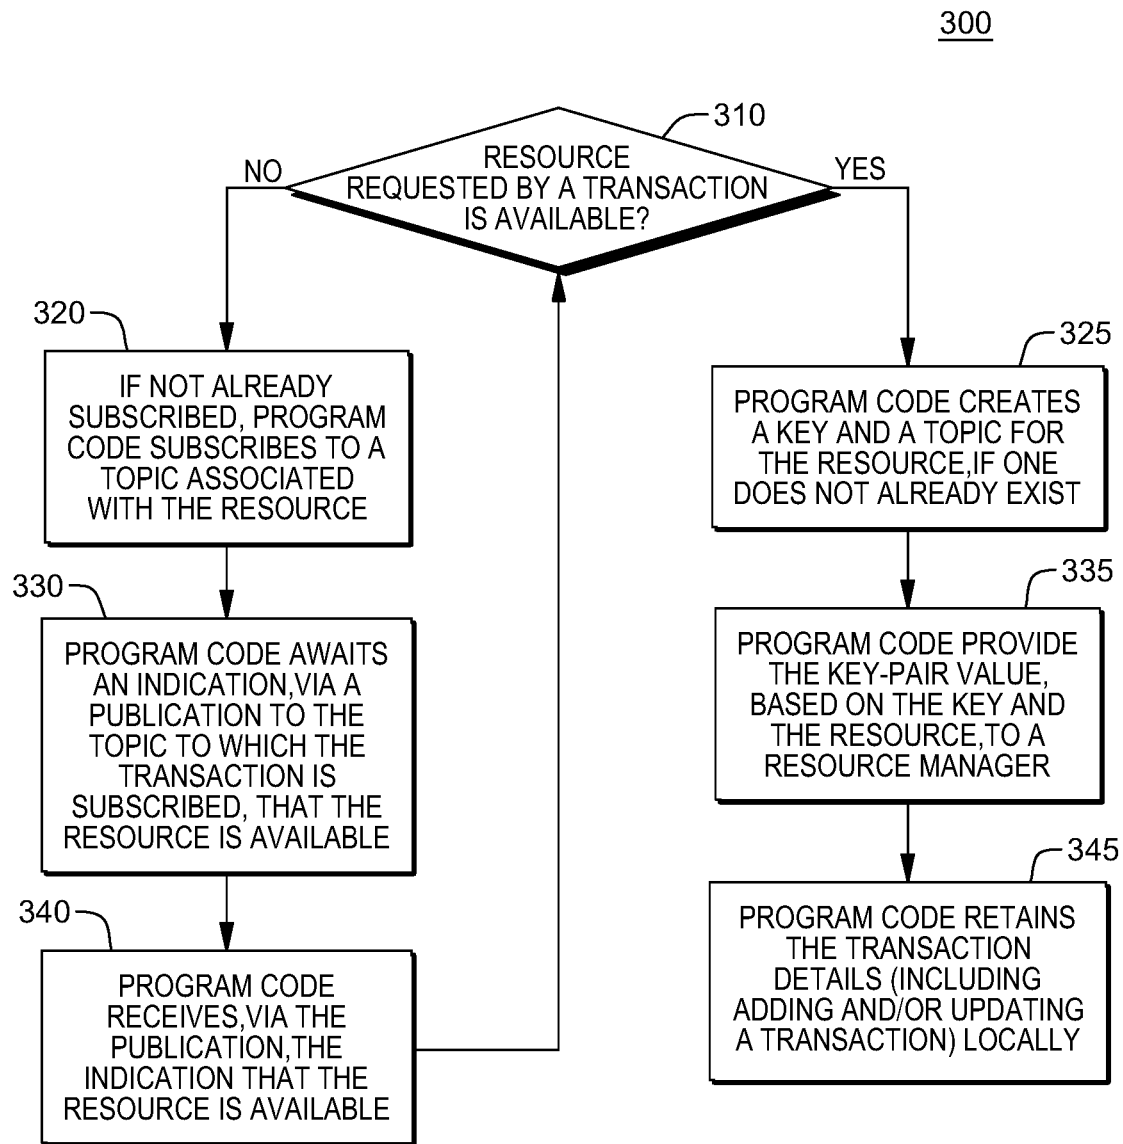 300
310
RESOURCE
REQUESTED BY A TRANSACTION
IS AVAILABLE?
NO
YES
320
IF NOT ALREADY
SUBSCRIBED, PROGRAM
CODE SUBSCRIBES TO A
TOPIC ASSOCIATED
WITH THE RESOURCE
325
PROGRAM CODE CREATES
A KEY AND A TOPIC FOR
THE RESOURCE,IF ONE
DOES NOT ALREADY EXIST
330
PROGRAM CODE AWAITS
AN INDICATION,VIA A
PUBLICATION TO THE
TOPIC TO WHICH THE
TRANSACTION IS
SUBSCRIBED, THAT THE
RESOURCE IS AVAILABLE
335
PROGRAM CODE PROVIDE
THE KEY-PAIR VALUE,
BASED ON THE KEY AND
THE RESOURCE,TO A
RESOURCE MANAGER
340
PROGRAM CODE
RECEIVES,VIA THE
PUBLICATION,THE
INDICATION THAT THE
RESOURCE IS AVAILABLE
345
PROGRAM CODE RETAINS
THE TRANSACTION
DETAILS (INCLUDING
ADDING AND/OR UPDATING
A TRANSACTION) LOCALLY